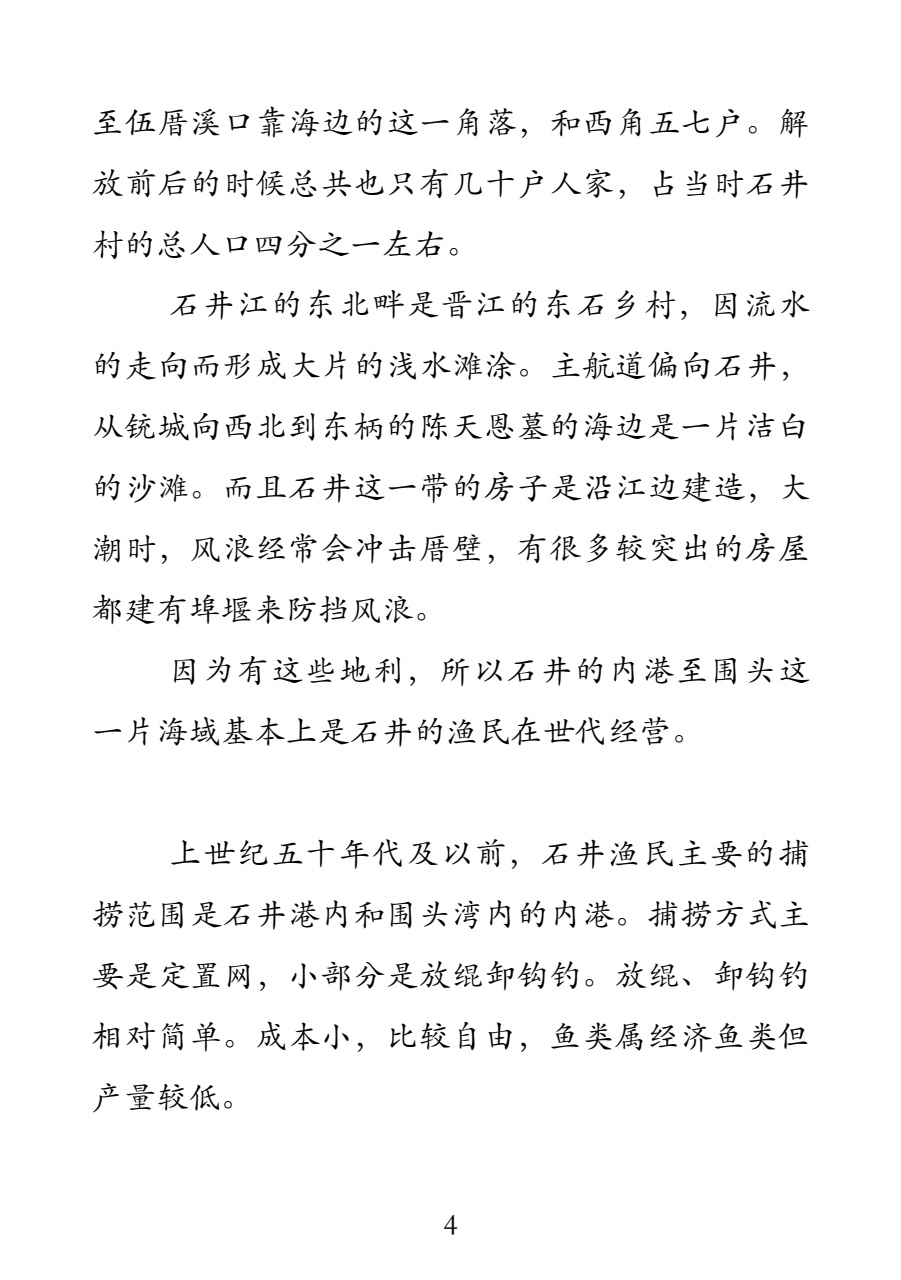 至伍厝溪口靠海边的这一角落，和西角五七户。解
放前后的时候总共也只有几十户人家，占当时石井
村的总人口四分之一左右。
石井江的东北畔是晋江的东石乡村，因流水
的走向而形成大片的浅水滩涂。主航道偏向石井，
从铳城向西北到东柄的陈天恩墓的海边是一片洁白
的沙滩。而且石井这一带的房子是沿江边建造，大
潮时，风浪经常会冲击厝壁，有很多较突出的房屋
都建有埠堰来防挡风浪。
因为有这些地利，所以石井的内港至围头这
一片海域基本上是石井的渔民在世代经营。
上世纪五十年代及以前，石井渔民主要的捕
捞范围是石井港内和围头湾内的内港。捕捞方式主
要是定置网，小部分是放绲卸钩钓。放绲、卸钩钓
相对简单。成本小，比较自由，鱼类属经济鱼类但
产量较低。
4